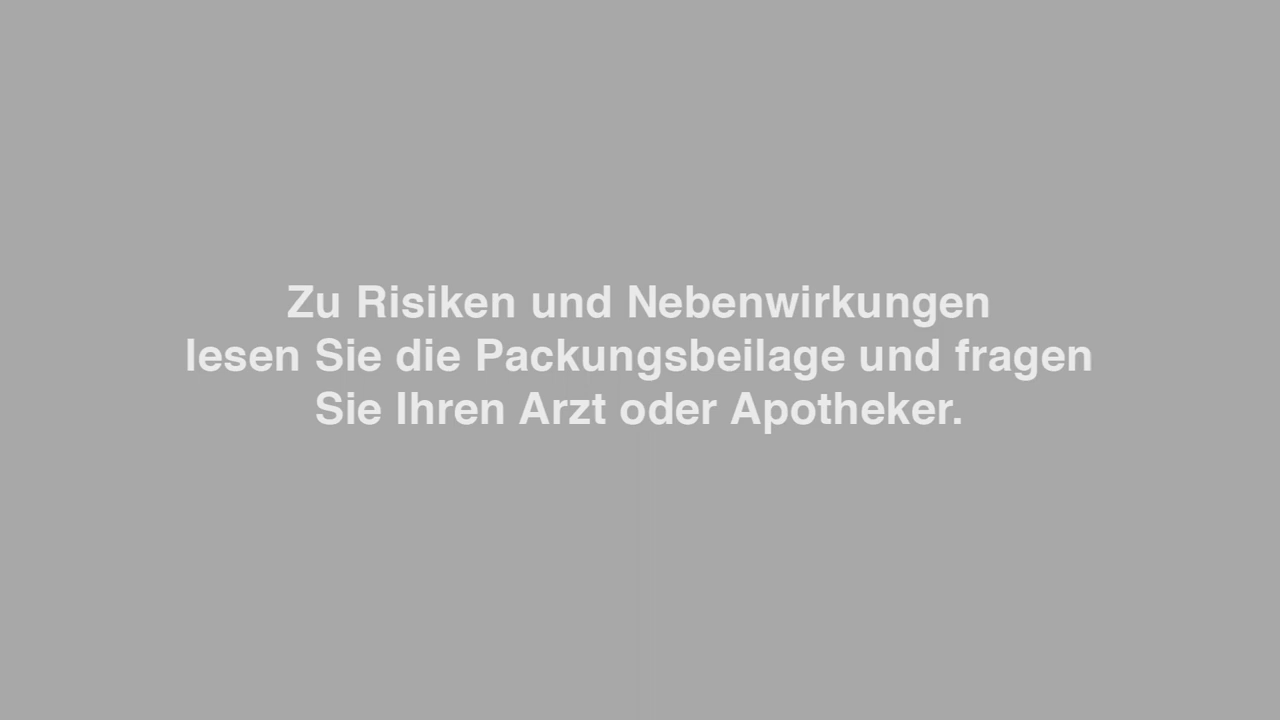 Zu Risiken und Nebenwirkungen
lesen Sie die Packungsbeilage und fragen
Sie Ihren Arzt oder Apotheker.